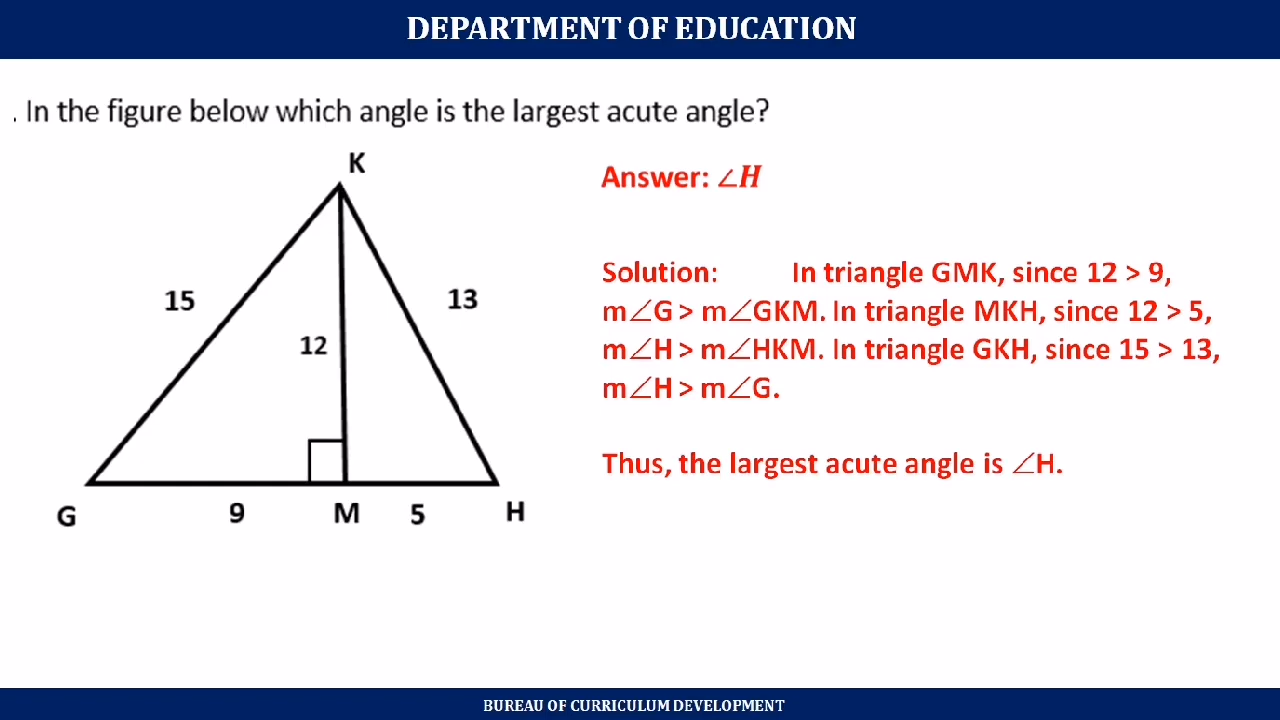 DEPARTMENT OF EDUCATION
. In the figure below which angle is the largest acute angle?
K
15
13
12
G
9
M
5
H
Answer: ∠H
Solution: In triangle GMK, since 12 > 9,
m∠G > m∠GKM. In triangle MKH, since 12 > 5,
m∠H > m∠HKM. In triangle GKH, since 15 > 13,
m∠H > m∠G.
Thus, the largest acute angle is ∠H.
BUREAU OF CURRICULUM DEVELOPMENT